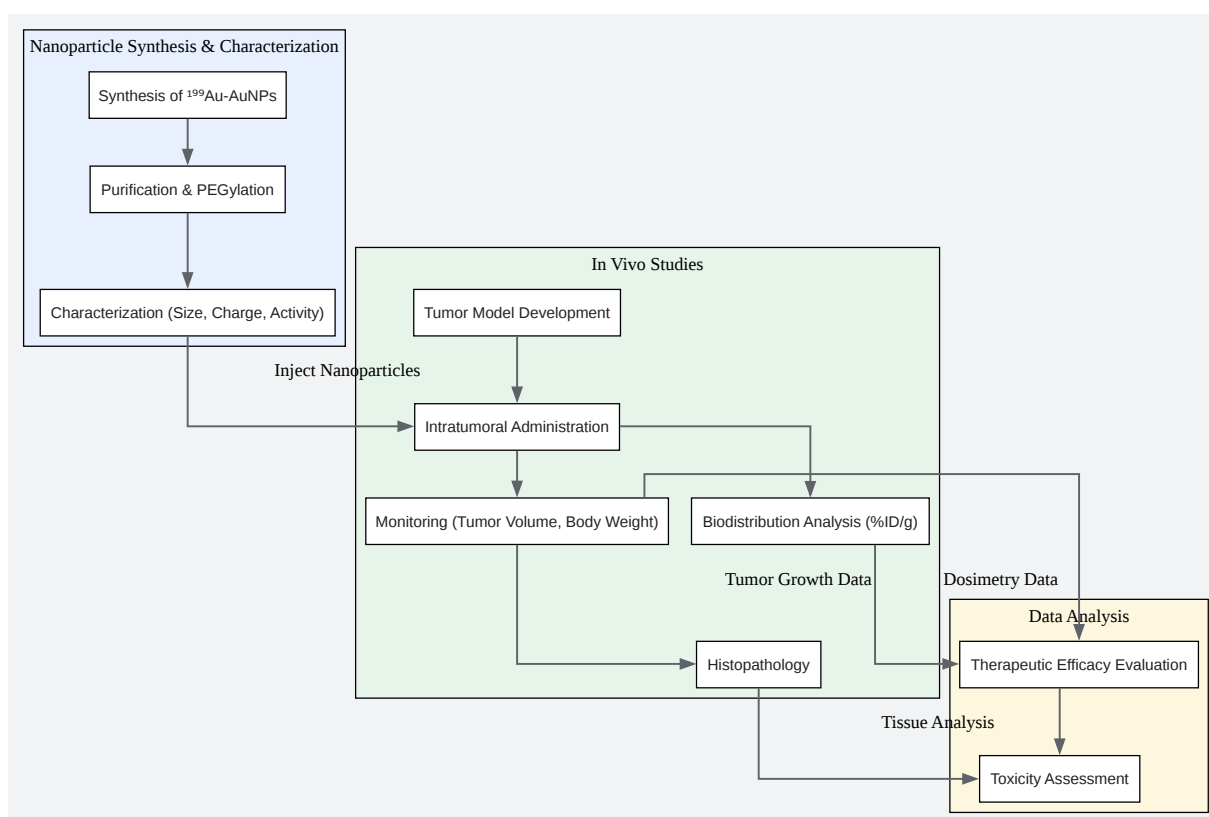 Nanoparticle Synthesis & Characterization
Synthesis of ¹⁹⁹Au-AuNPs
Purification & PEGylation
Characterization (Size, Charge, Activity)
Inject Nanoparticles
In Vivo Studies
Tumor Model Development
Intratumoral Administration
Monitoring (Tumor Volume, Body Weight)
Biodistribution Analysis (%ID/g)
Tumor Growth Data
Dosimetry Data
Histopathology
Tissue Analysis
Data Analysis
Therapeutic Efficacy Evaluation
Toxicity Assessment